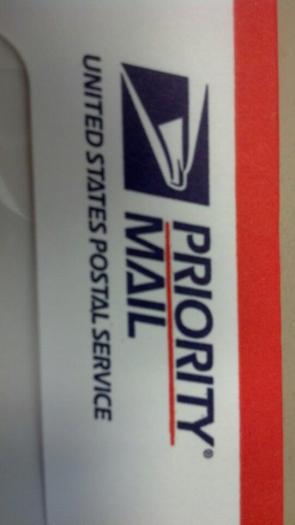 PRIORITY®
MAIL
UNITED STATES POSTAL SERVICE